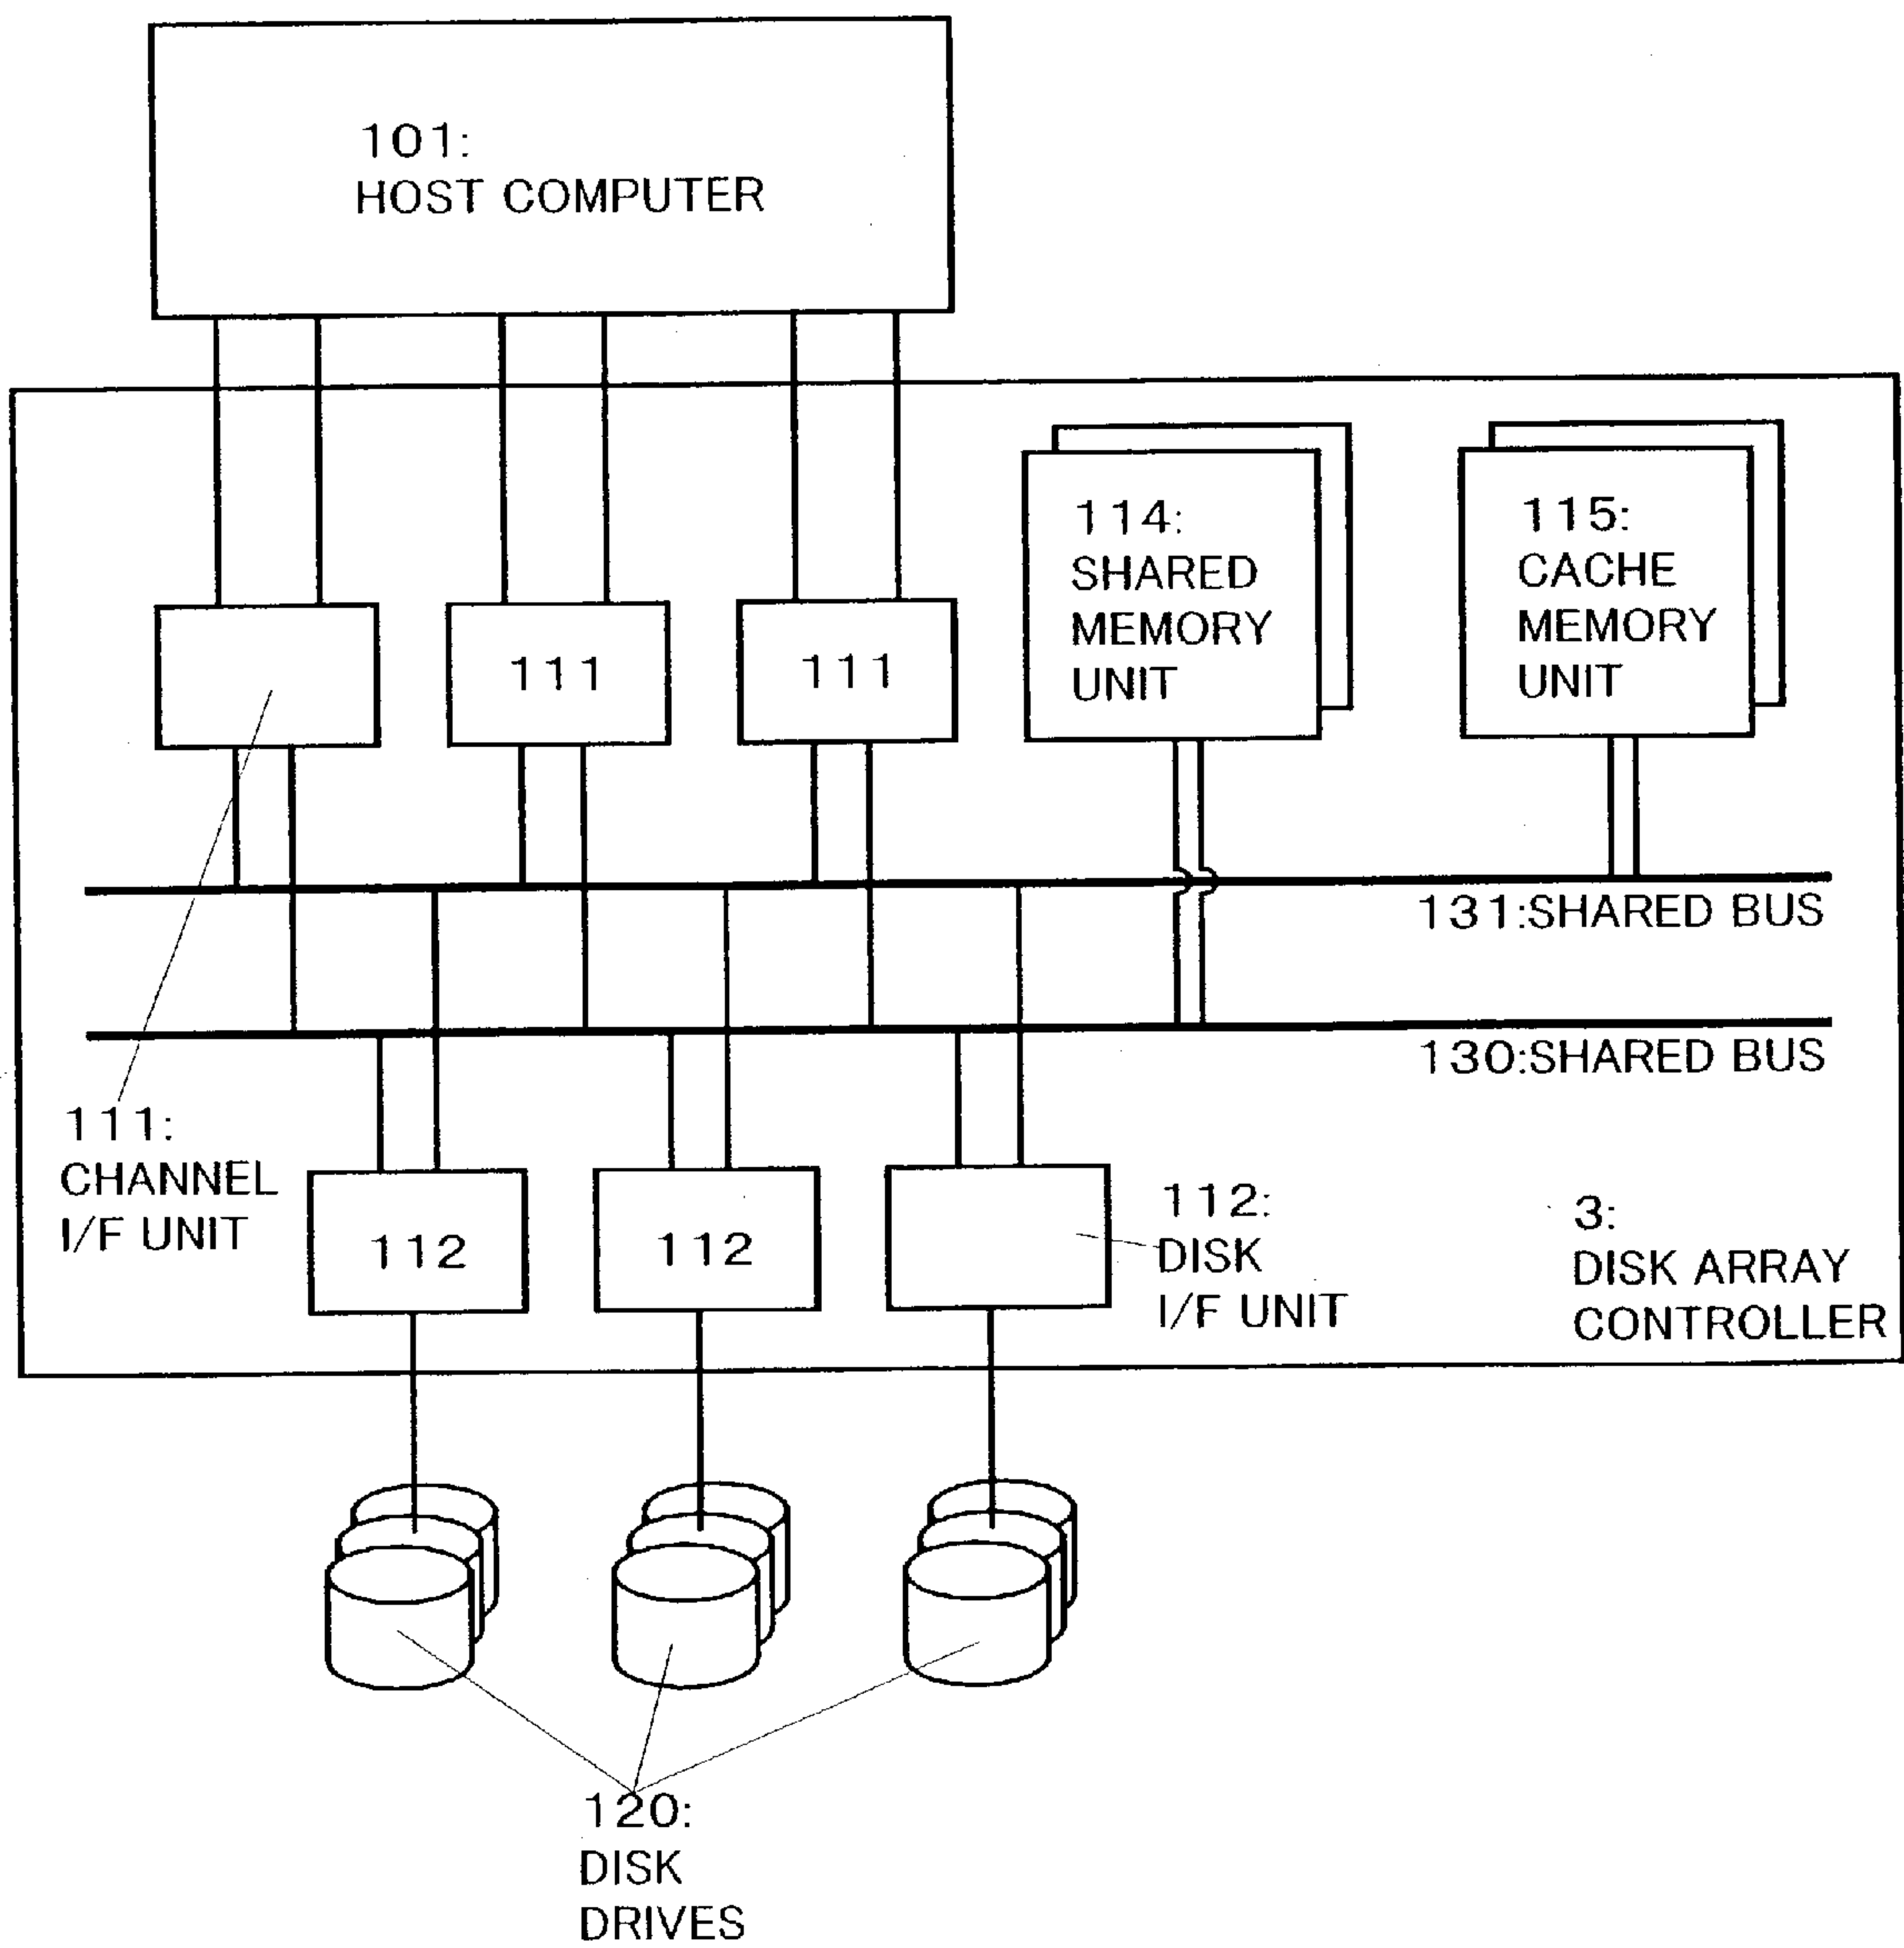 101:
HOST COMPUTER
114:
SHARED
MEMORY
UNIT
115:
CACHE
MEMORY
UNIT
111
111
131:SHARED BUS
130:SHARED BUS
111:
CHANNEL
I/F UNIT
112
112
112:
DISK
I/F UNIT
3:
DISK ARRAY
CONTROLLER
120:
DISK
DRIVES